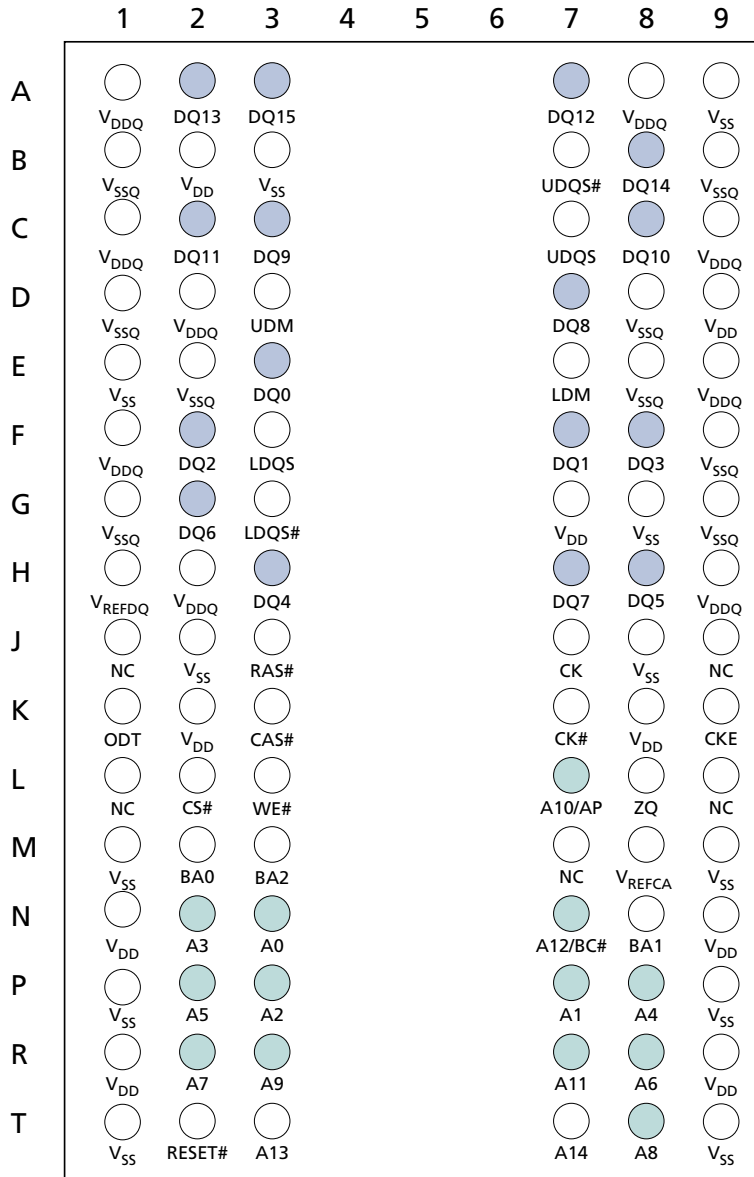 1 2 3 4 5 6 7 8 9
A
VDDQ DQ13 DQ15 DQ12 VDDQ VSS
B
VSSQ VDD VSS UDQS# DQ14 VSSQ
C
VDDQ DQ11 DQ9 UDQS DQ10 VDDQ
D
VSSQ VDDQ UDM DQ8 VSSQ VDD
E
VSS VSSQ DQ0 LDM VSSQ VDDQ
F
VDDQ DQ2 LDQS DQ1 DQ3 VSSQ
G
VSSQ DQ6 LDQS# VDD VSS VSSQ
H
VREFDQ VDDQ DQ4 DQ7 DQ5 VDDQ
J
NC VSS RAS# CK VSS NC
K
ODT VDD CAS# CK# VDD CKE
L
NC CS# WE# A10/AP ZQ NC
M
VSS BA0 BA2 NC VREFCA VSS
N
VDD A3 A0 A12/BC# BA1 VDD
P
VSS A5 A2 A1 A4 VSS
R
VDD A7 A9 A11 A6 VDD
T
VSS RESET# A13 A14 A8 VSS